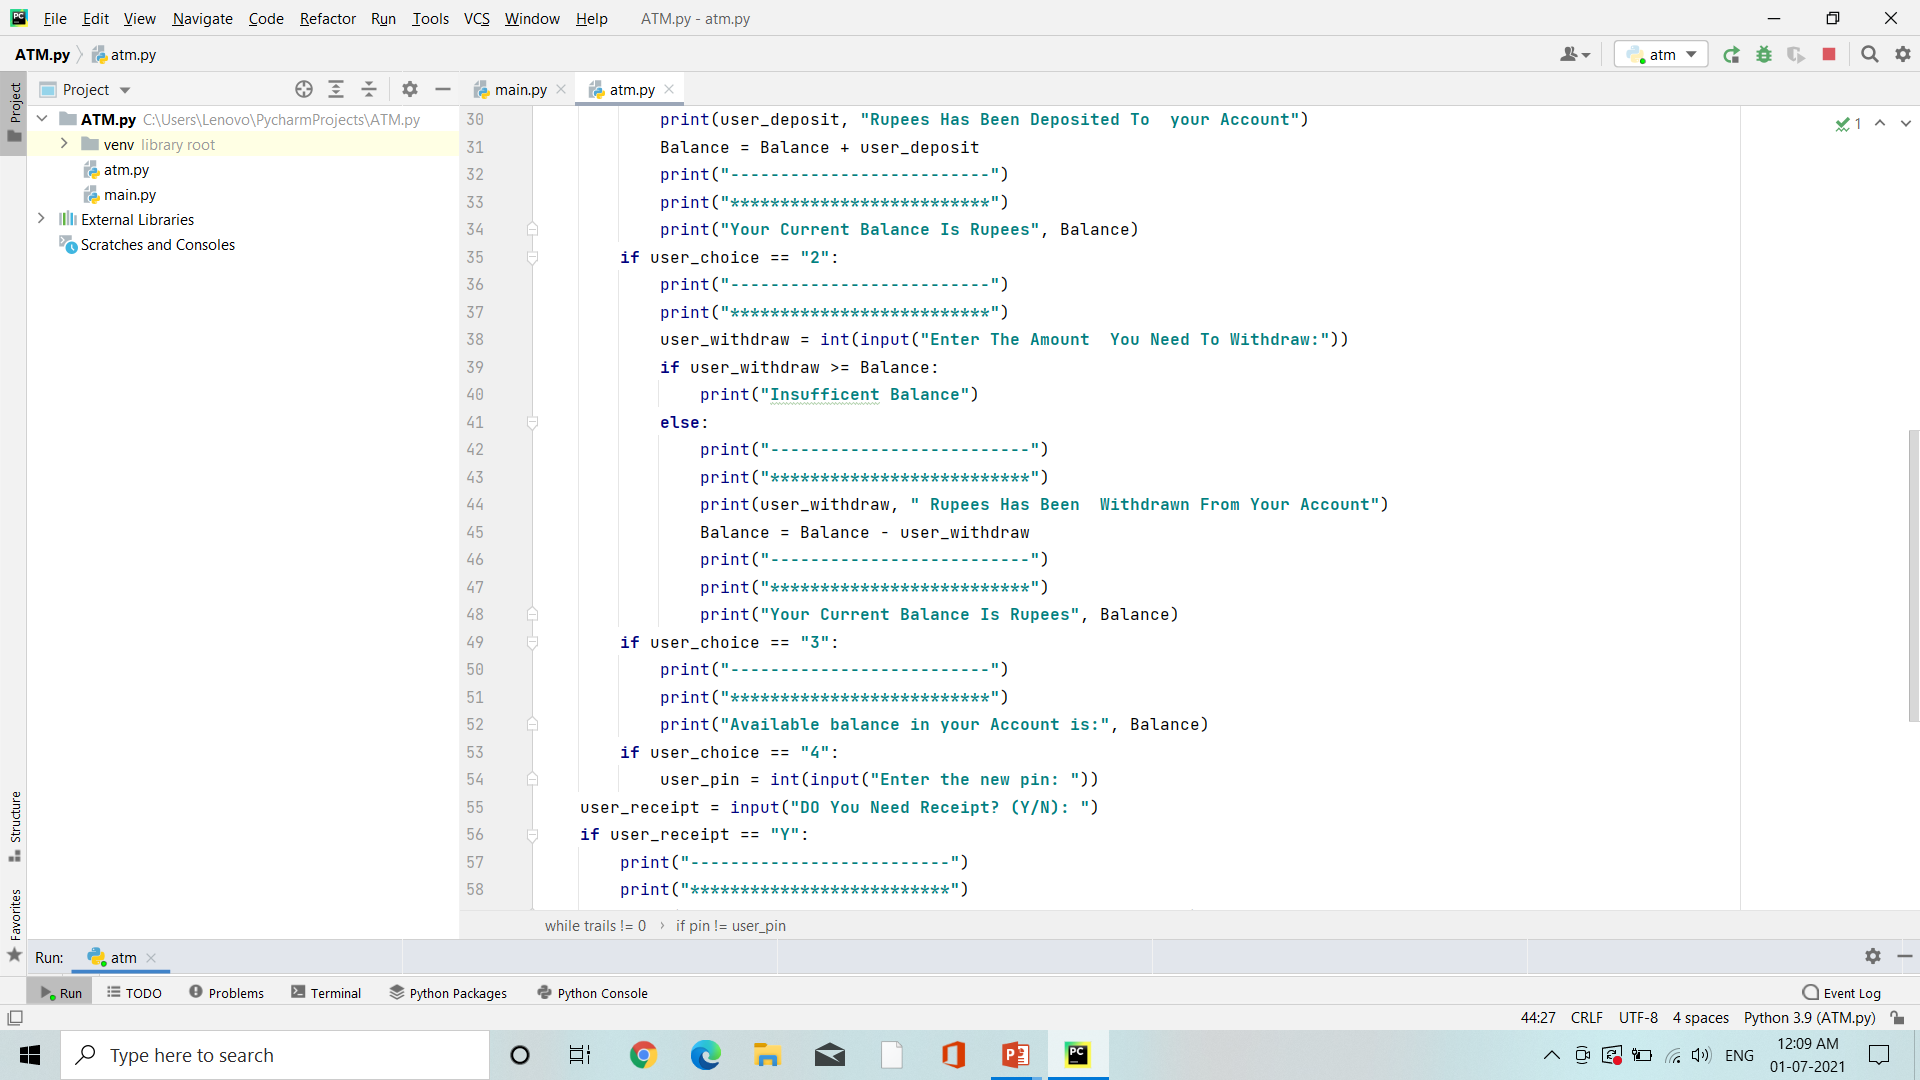 File Edit View Navigate Code Refactor Run Tools VCS Window Help ATM.py - atm.py
ATM.py atm.py atm
Project main.py atm.py
ATM.py C:\Users\Lenovo\PycharmProjects\ATM.py
venv library root
atm.py
main.py
External Libraries
Scratches and Consoles
Project
Structure
Favorites
1
30 print(user_deposit, "Rupees Has Been Deposited To  your Account")
31 Balance = Balance + user_deposit
32 print("--------------------------")
33 print("**************************")
34 print("Your Current Balance Is Rupees", Balance)
35 if user_choice == "2":
36 print("--------------------------")
37 print("**************************")
38 user_withdraw = int(input("Enter The Amount  You Need To Withdraw:"))
39 if user_withdraw >= Balance:
40 print("Insufficent Balance")
41 else:
42 print("--------------------------")
43 print("**************************")
44 print(user_withdraw, " Rupees Has Been  Withdrawn From Your Account")
45 Balance = Balance - user_withdraw
46 print("--------------------------")
47 print("**************************")
48 print("Your Current Balance Is Rupees", Balance)
49 if user_choice == "3":
50 print("--------------------------")
51 print("**************************")
52 print("Available balance in your Account is:", Balance)
53 if user_choice == "4":
54 user_pin = int(input("Enter the new pin: "))
55 user_receipt = input("DO You Need Receipt? (Y/N): ")
56 if user_receipt == "Y":
57 print("--------------------------")
58 print("**************************")
while trails != 0 › if pin != user_pin
Run: atm
Run TODO Problems Terminal Python Packages Python Console Event Log
44:27 CRLF UTF-8 4 spaces Python 3.9 (ATM.py)
Type here to search
ENG
12:09 AM
01-07-2021